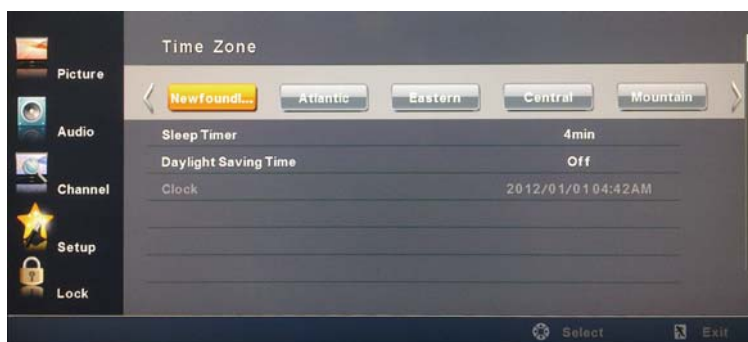 Time Zone
Picture
Newfoundl... Atlantic Eastern Central Mountain
Audio
Sleep Timer 4min
Daylight Saving Time Off
Channel
Clock 2012/01/01 04:42AM
Setup
Lock
Select Exit